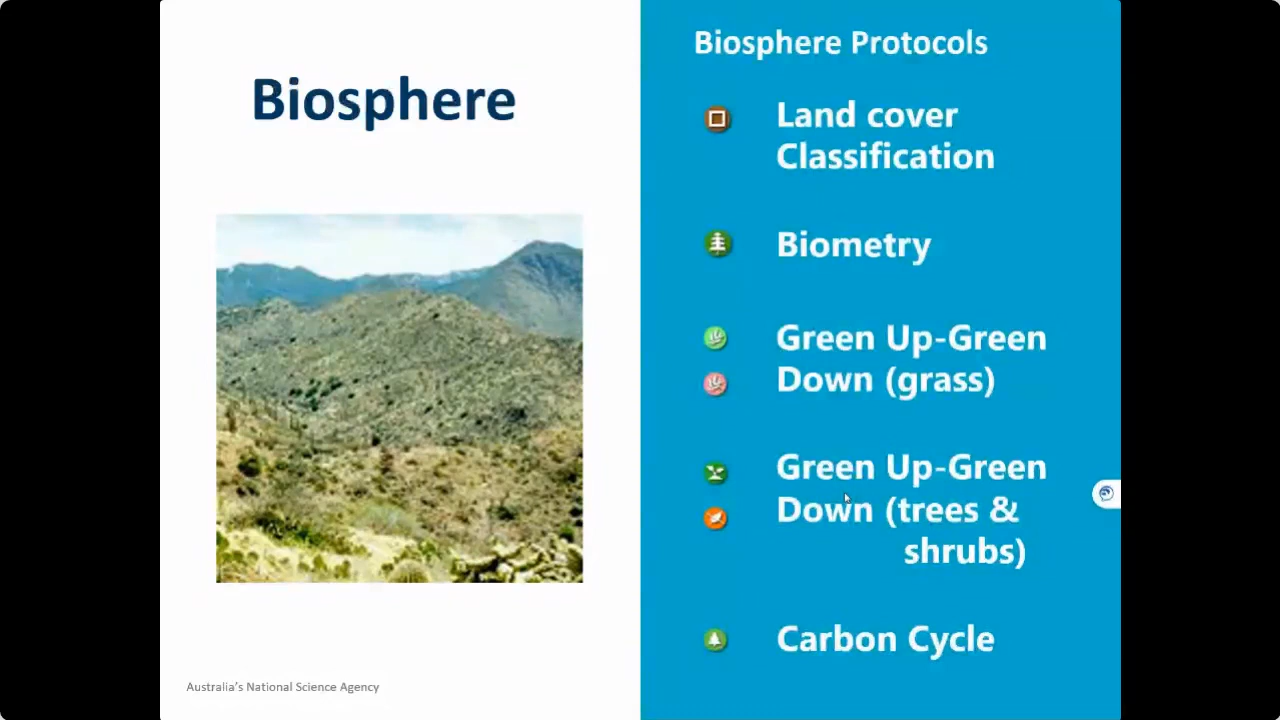 Biosphere
Australia's National Science Agency
Biosphere Protocols
Land cover
Classification
Biometry
Green Up-Green
Down (grass)
Green Up-Green
Down (trees &
shrubs)
Carbon Cycle